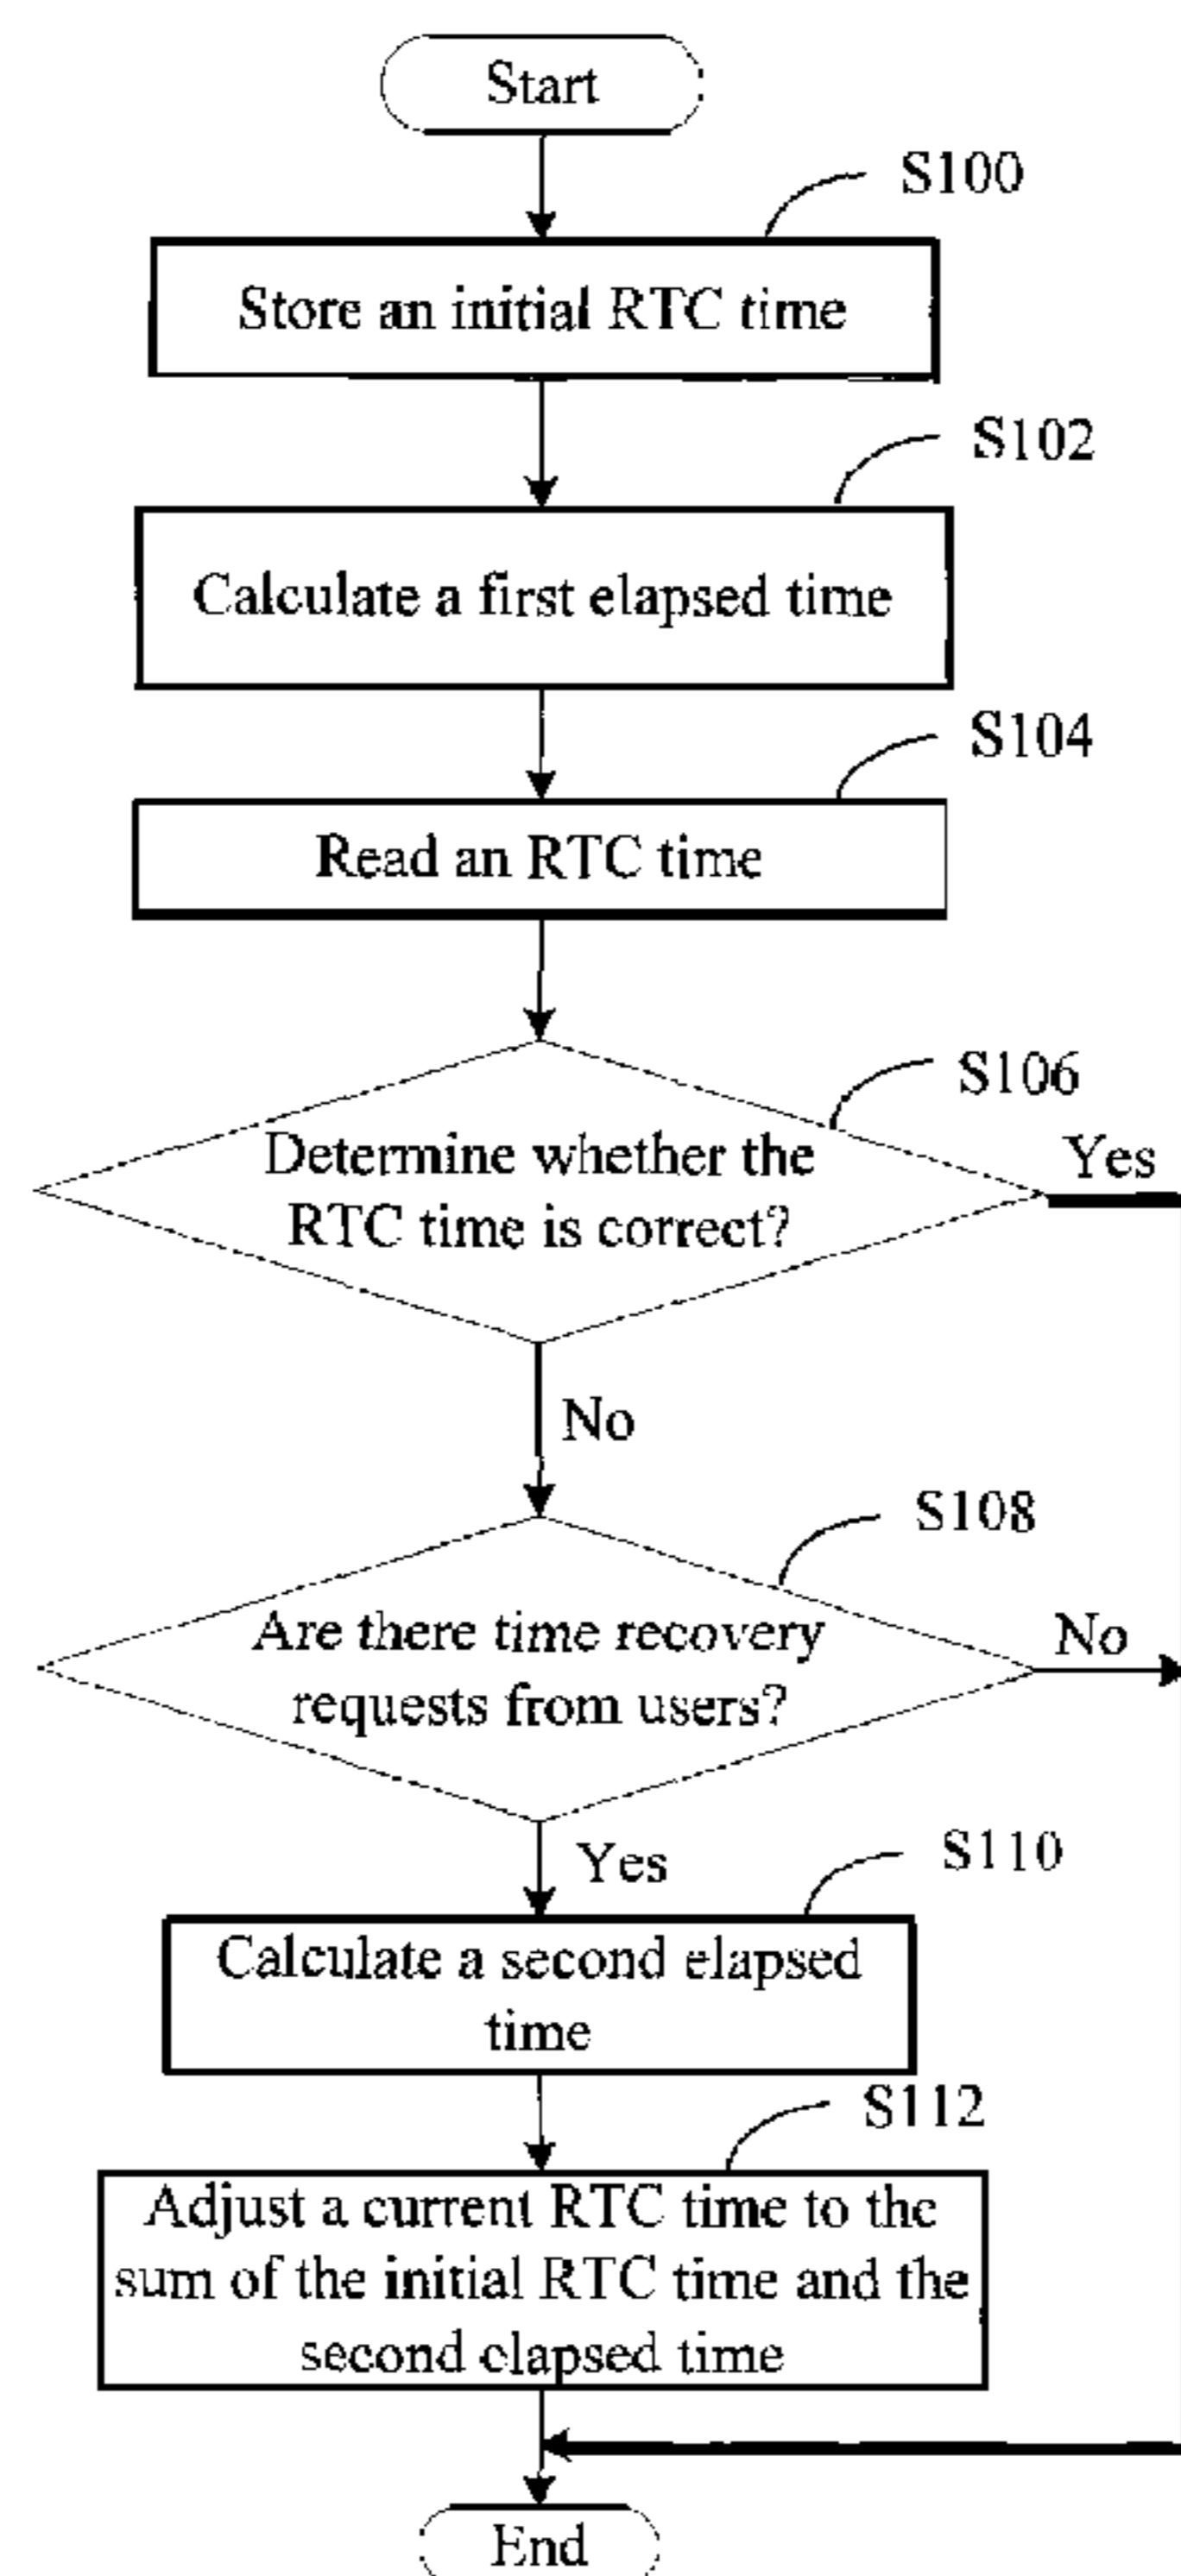 Start
S100
Store an initial RTC time
S102
Calculate a first elapsed time
S104
Read an RTC time
S106
Determine whether the
RTC time is correct?
Yes
No
S108
Are there time recovery
requests from users?
No
Yes
S110
Calculate a second elapsed
time
S112
Adjust a current RTC time to the
sum of the initial RTC time and the
second elapsed time
End